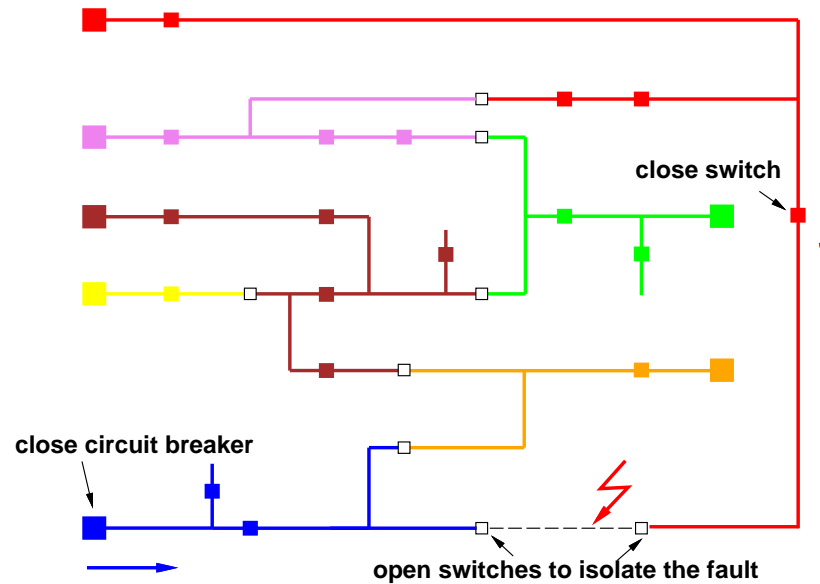 close switch
close circuit breaker
open switches to isolate the fault